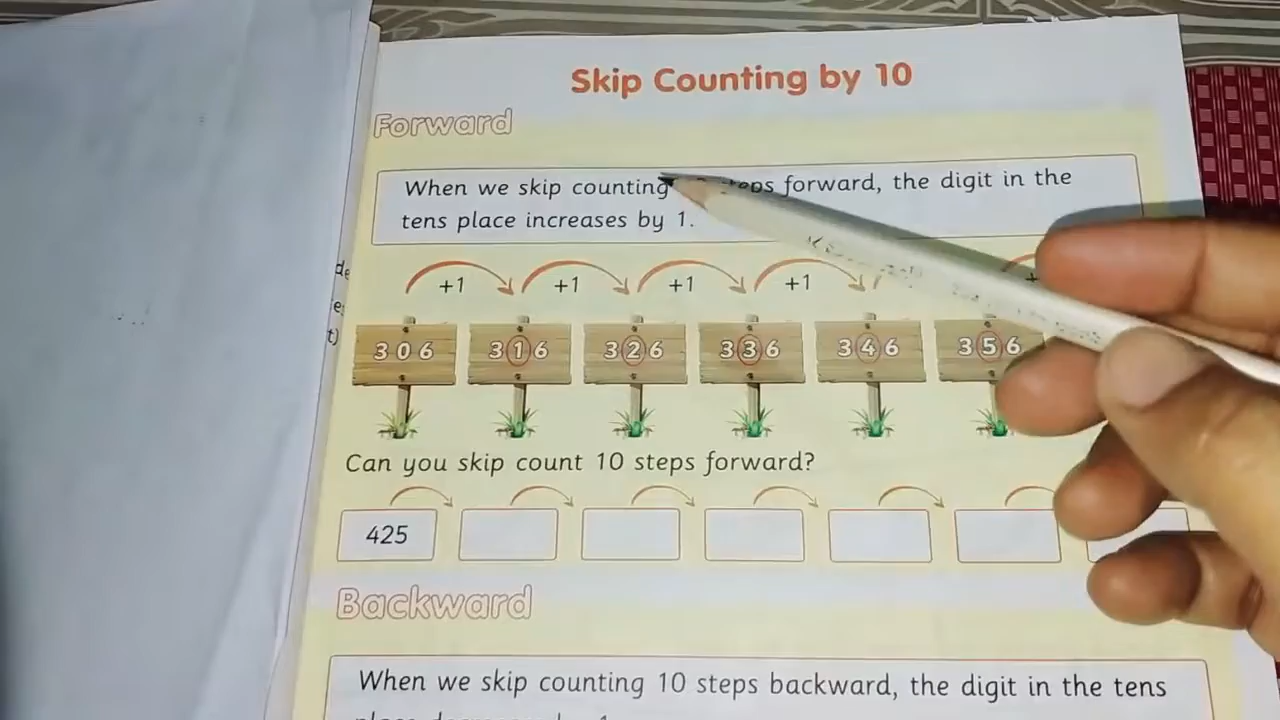 Skip Counting by 10
Forward
When we skip counting steps forward, the digit in the
tens place increases by 1.
+1 +1 +1 +1
306 316 326 336 346 356
Can you skip count 10 steps forward?
425
Backward
When we skip counting 10 steps backward, the digit in the tens